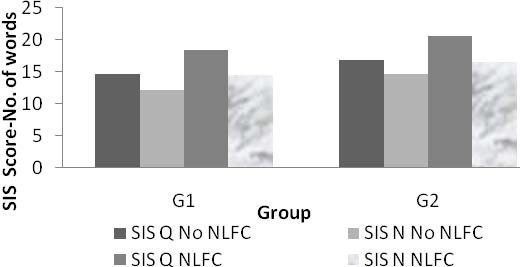 SIS Score-No. of words
25
20
15
10
5
0
G1 G2
Group
SIS Q No NLFC SIS N No NLFC
SIS Q NLFC SIS N NLFC